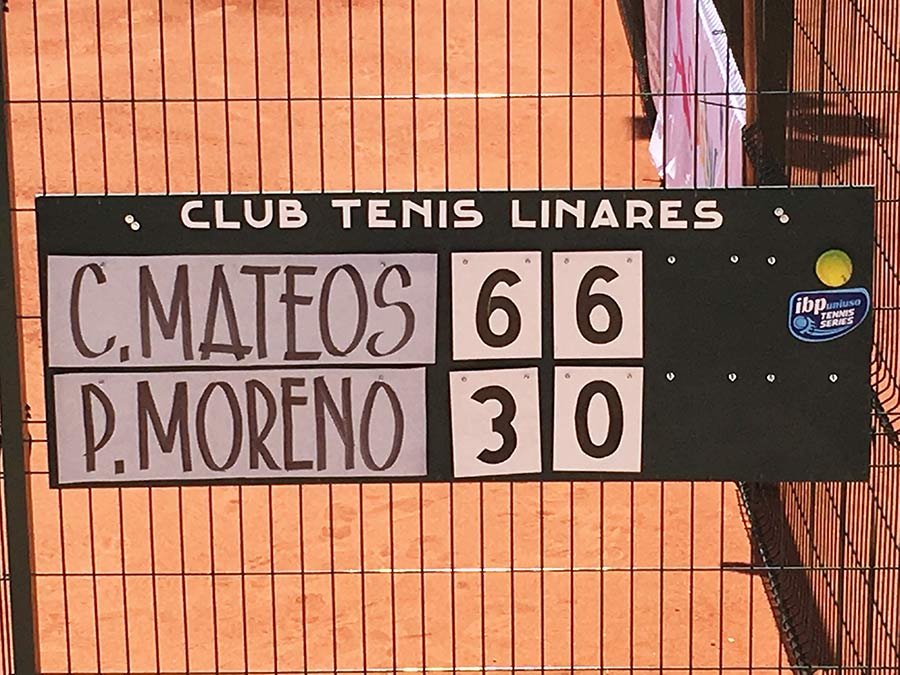 CLUB TENIS LINARES
C. MATEOS 6 6
P. MORENO 3 0
ibp uniuso
TENNIS
SERIES